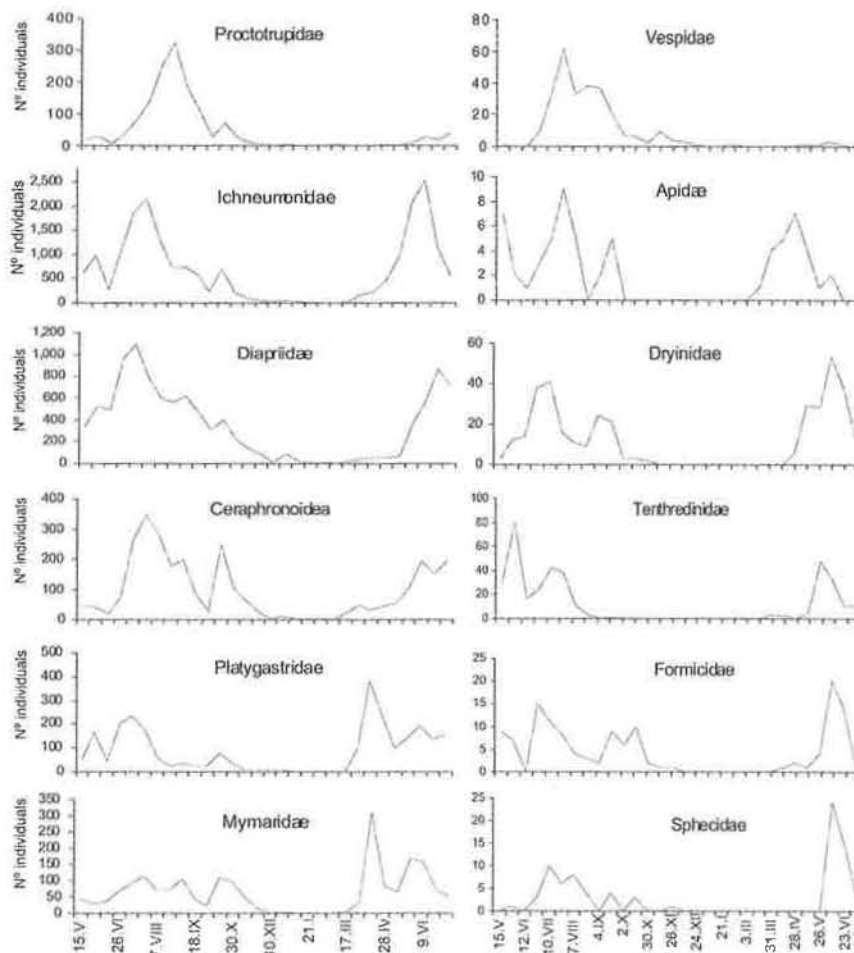 Proctotrupidae
Nº individuals
400
300
200
100
0
Vespidae
80
60
40
20
0
Ichneumonidae
Nº individuals
2,500
2,000
1,500
1,000
500
0
Apidæ
10
8
6
4
2
0
Diapriidae
Nº individuals
1,200
1,000
800
600
400
200
0
Dryinidae
60
40
20
0
Ceraphronoidea
Nº individuals
400
300
200
100
0
Tenthredinidae
100
80
60
40
20
0
Platygastridae
Nº individuals
500
400
300
200
100
0
Formicidae
25
20
15
10
5
0
Mymaridae
Nº individuals
350
300
250
200
150
100
50
0
15.V
26.VI
7.VIII
18.IX
30.X
10.XII
21.I
17.III
28.IV
9.VI
Sphecidae
25
20
15
10
5
0
15.V
12.VI
10.VII
7.VIII
4.IX
2.X
30.X
26.XI
24.XII
21.I
3.III
31.III
28.IV
26.V
23.VI